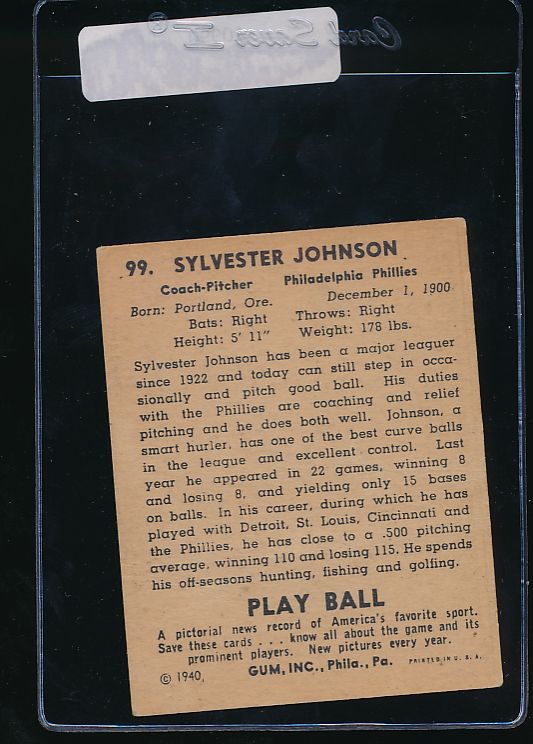 Card Saver I
99. SYLVESTER JOHNSON
Coach-Pitcher Philadelphia Phillies
Born: Portland, Ore. December 1, 1900
Bats: Right Throws: Right
Height: 5' 11" Weight: 178 lbs.
Sylvester Johnson has been a major leaguer
since 1922 and today can still step in occa-
sionally and pitch good ball. His duties
with the Phillies are coaching and relief
pitching and he does both well. Johnson, a
smart hurler, has one of the best curve balls
in the league and excellent control. Last
year he appeared in 22 games, winning 8
and losing 8, and yielding only 15 bases
on balls. In his career, during which he has
played with Detroit, St. Louis, Cincinnati and
the Phillies, he has close to a .500 pitching
average, winning 110 and losing 115. He spends
his off-seasons hunting, fishing and golfing.
PLAY BALL
A pictorial news record of America's favorite sport.
Save these cards . . . know all about the game and its
prominent players. New pictures every year.
© 1940, GUM, INC., Phila., Pa. PRINTED IN U. S. A.